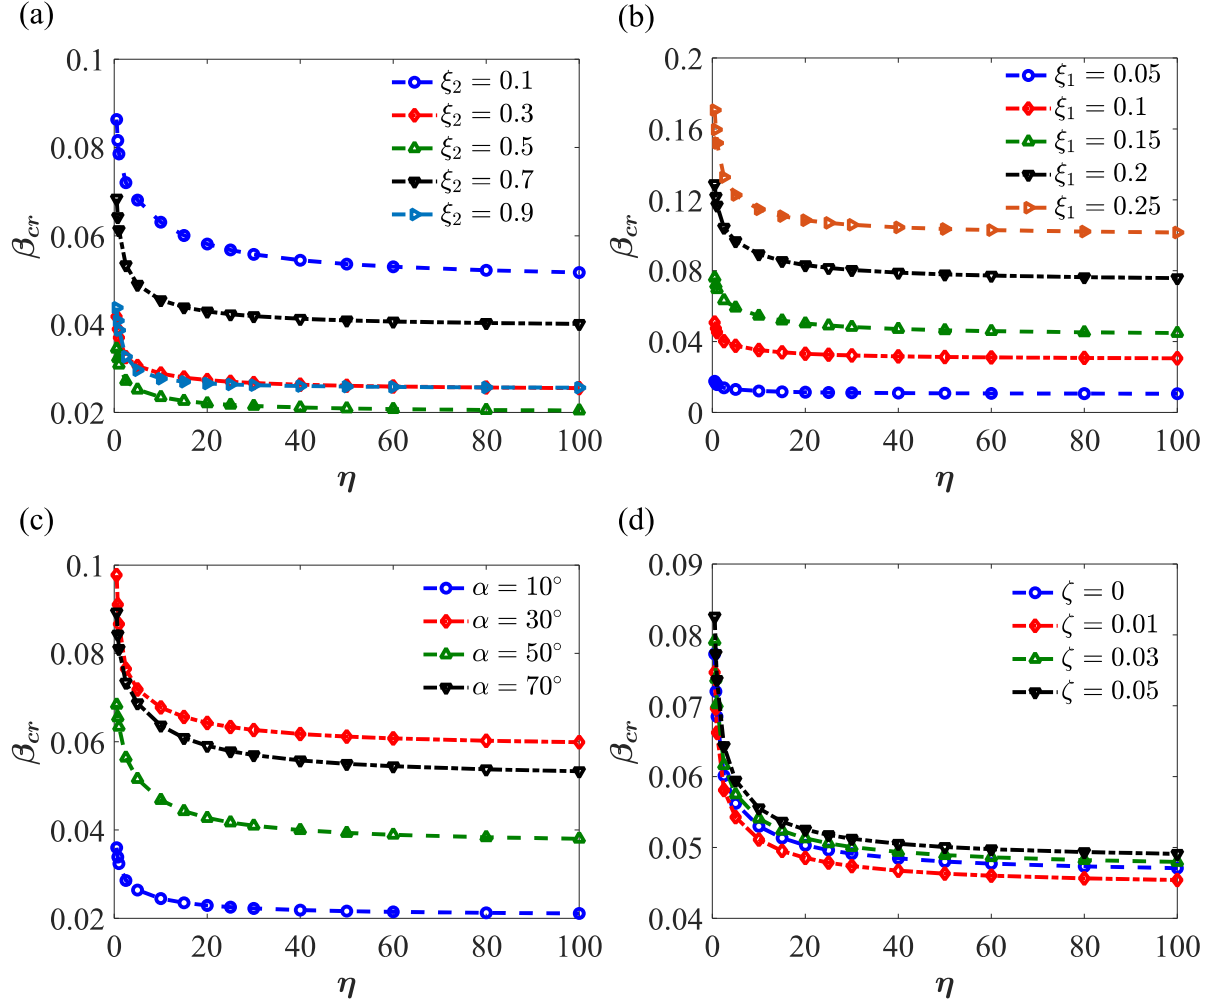 (a)
0.1
0.08
0.06
0.04
0.02
β_cr
ξ₂ = 0.1
ξ₂ = 0.3
ξ₂ = 0.5
ξ₂ = 0.7
ξ₂ = 0.9
0 20 40 60 80 100
η
(b)
0.2
0.16
0.12
0.08
0.04
0
β_cr
ξ₁ = 0.05
ξ₁ = 0.1
ξ₁ = 0.15
ξ₁ = 0.2
ξ₁ = 0.25
0 20 40 60 80 100
η
(c)
0.1
0.08
0.06
0.04
0.02
β_cr
α = 10°
α = 30°
α = 50°
α = 70°
0 20 40 60 80 100
η
(d)
0.09
0.08
0.07
0.06
0.05
0.04
β_cr
ζ = 0
ζ = 0.01
ζ = 0.03
ζ = 0.05
0 20 40 60 80 100
η